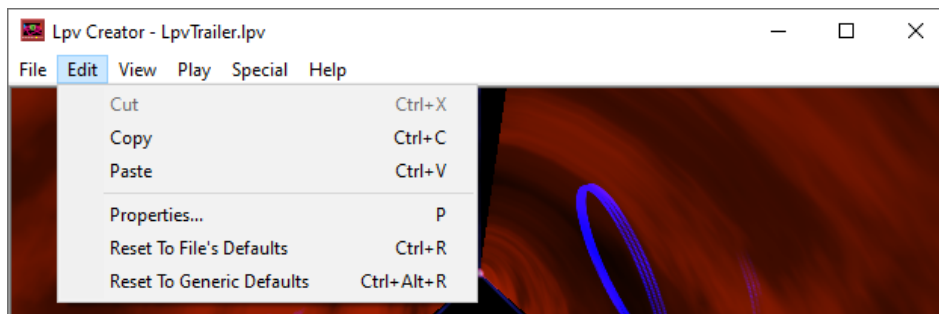 Lpv Creator - LpvTrailer.lpv
File Edit View Play Special Help
Cut Ctrl+X
Copy Ctrl+C
Paste Ctrl+V
Properties... P
Reset To File's Defaults Ctrl+R
Reset To Generic Defaults Ctrl+Alt+R